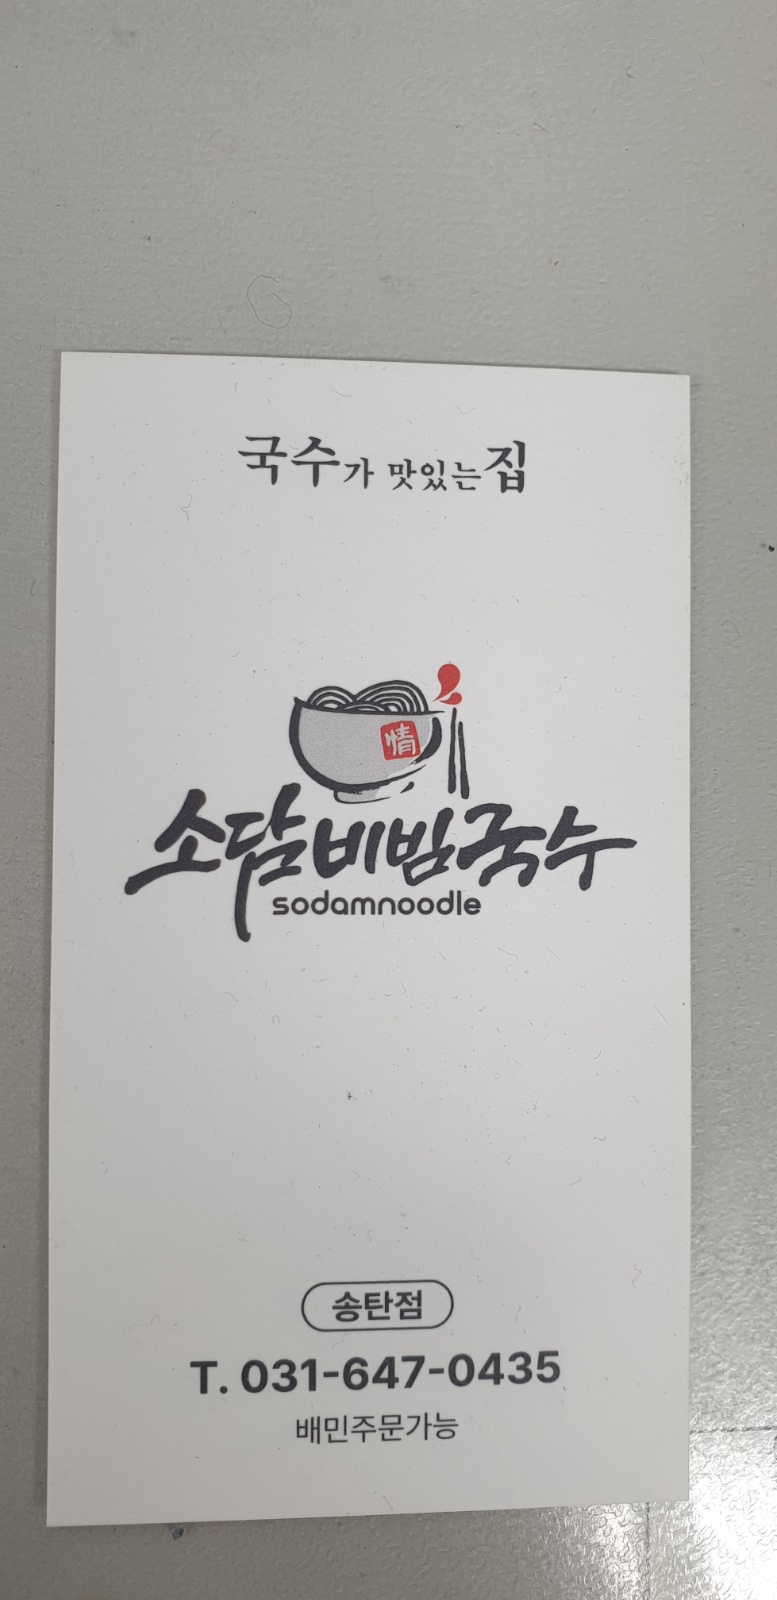 국수가 맛있는집
情
소담비빔국수
sodamnoodle
송탄점
T. 031-647-0435
배민주문가능